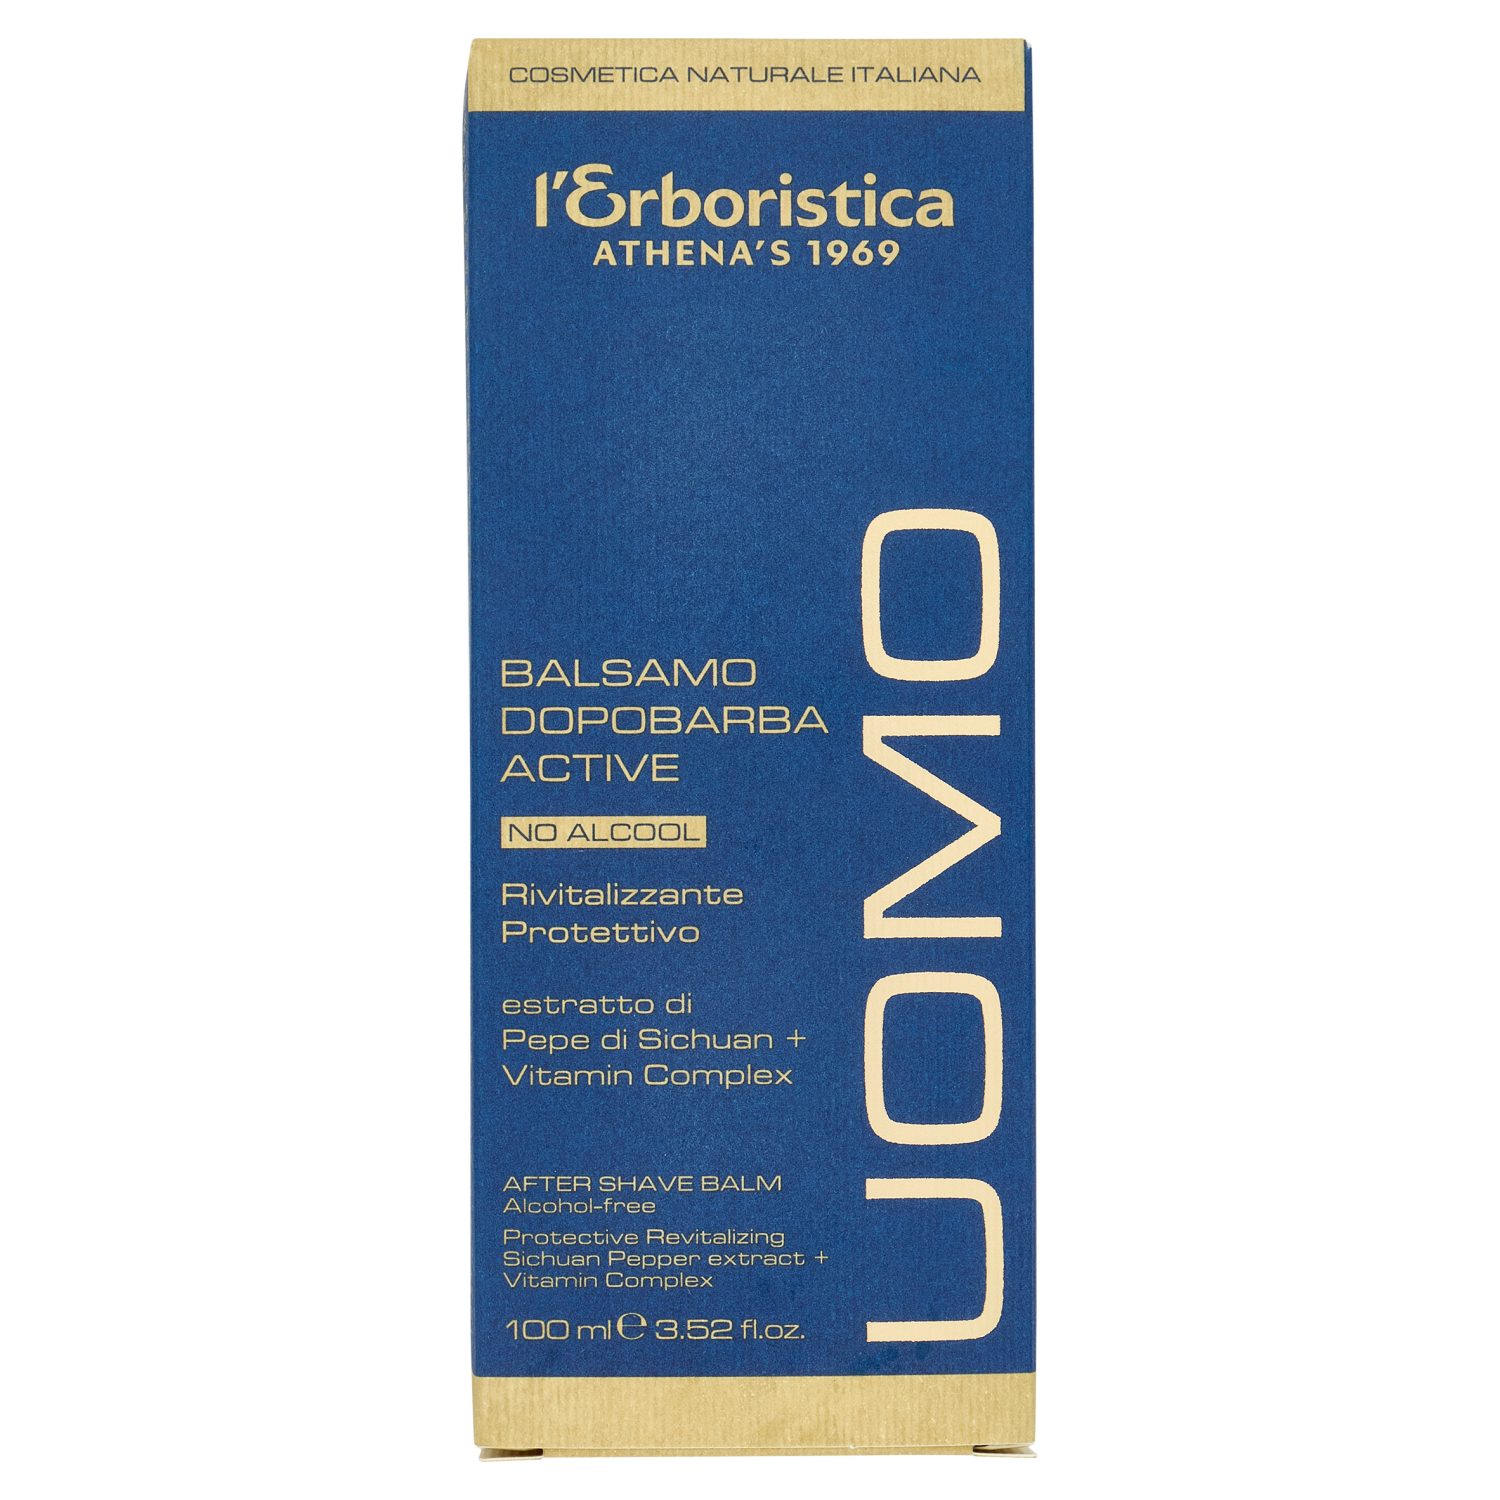 COSMETICA NATURALE ITALIANA
l'Erboristica
ATHENA'S 1969
UOMO
BALSAMO
DOPOBARBA
ACTIVE
NO ALCOOL
Rivitalizzante
Protettivo
estratto di
Pepe di Sichuan +
Vitamin Complex
AFTER SHAVE BALM
Alcohol-free
Protective Revitalizing
Sichuan Pepper extract +
Vitamin Complex
100 ml ℮ 3.52 fl.oz.